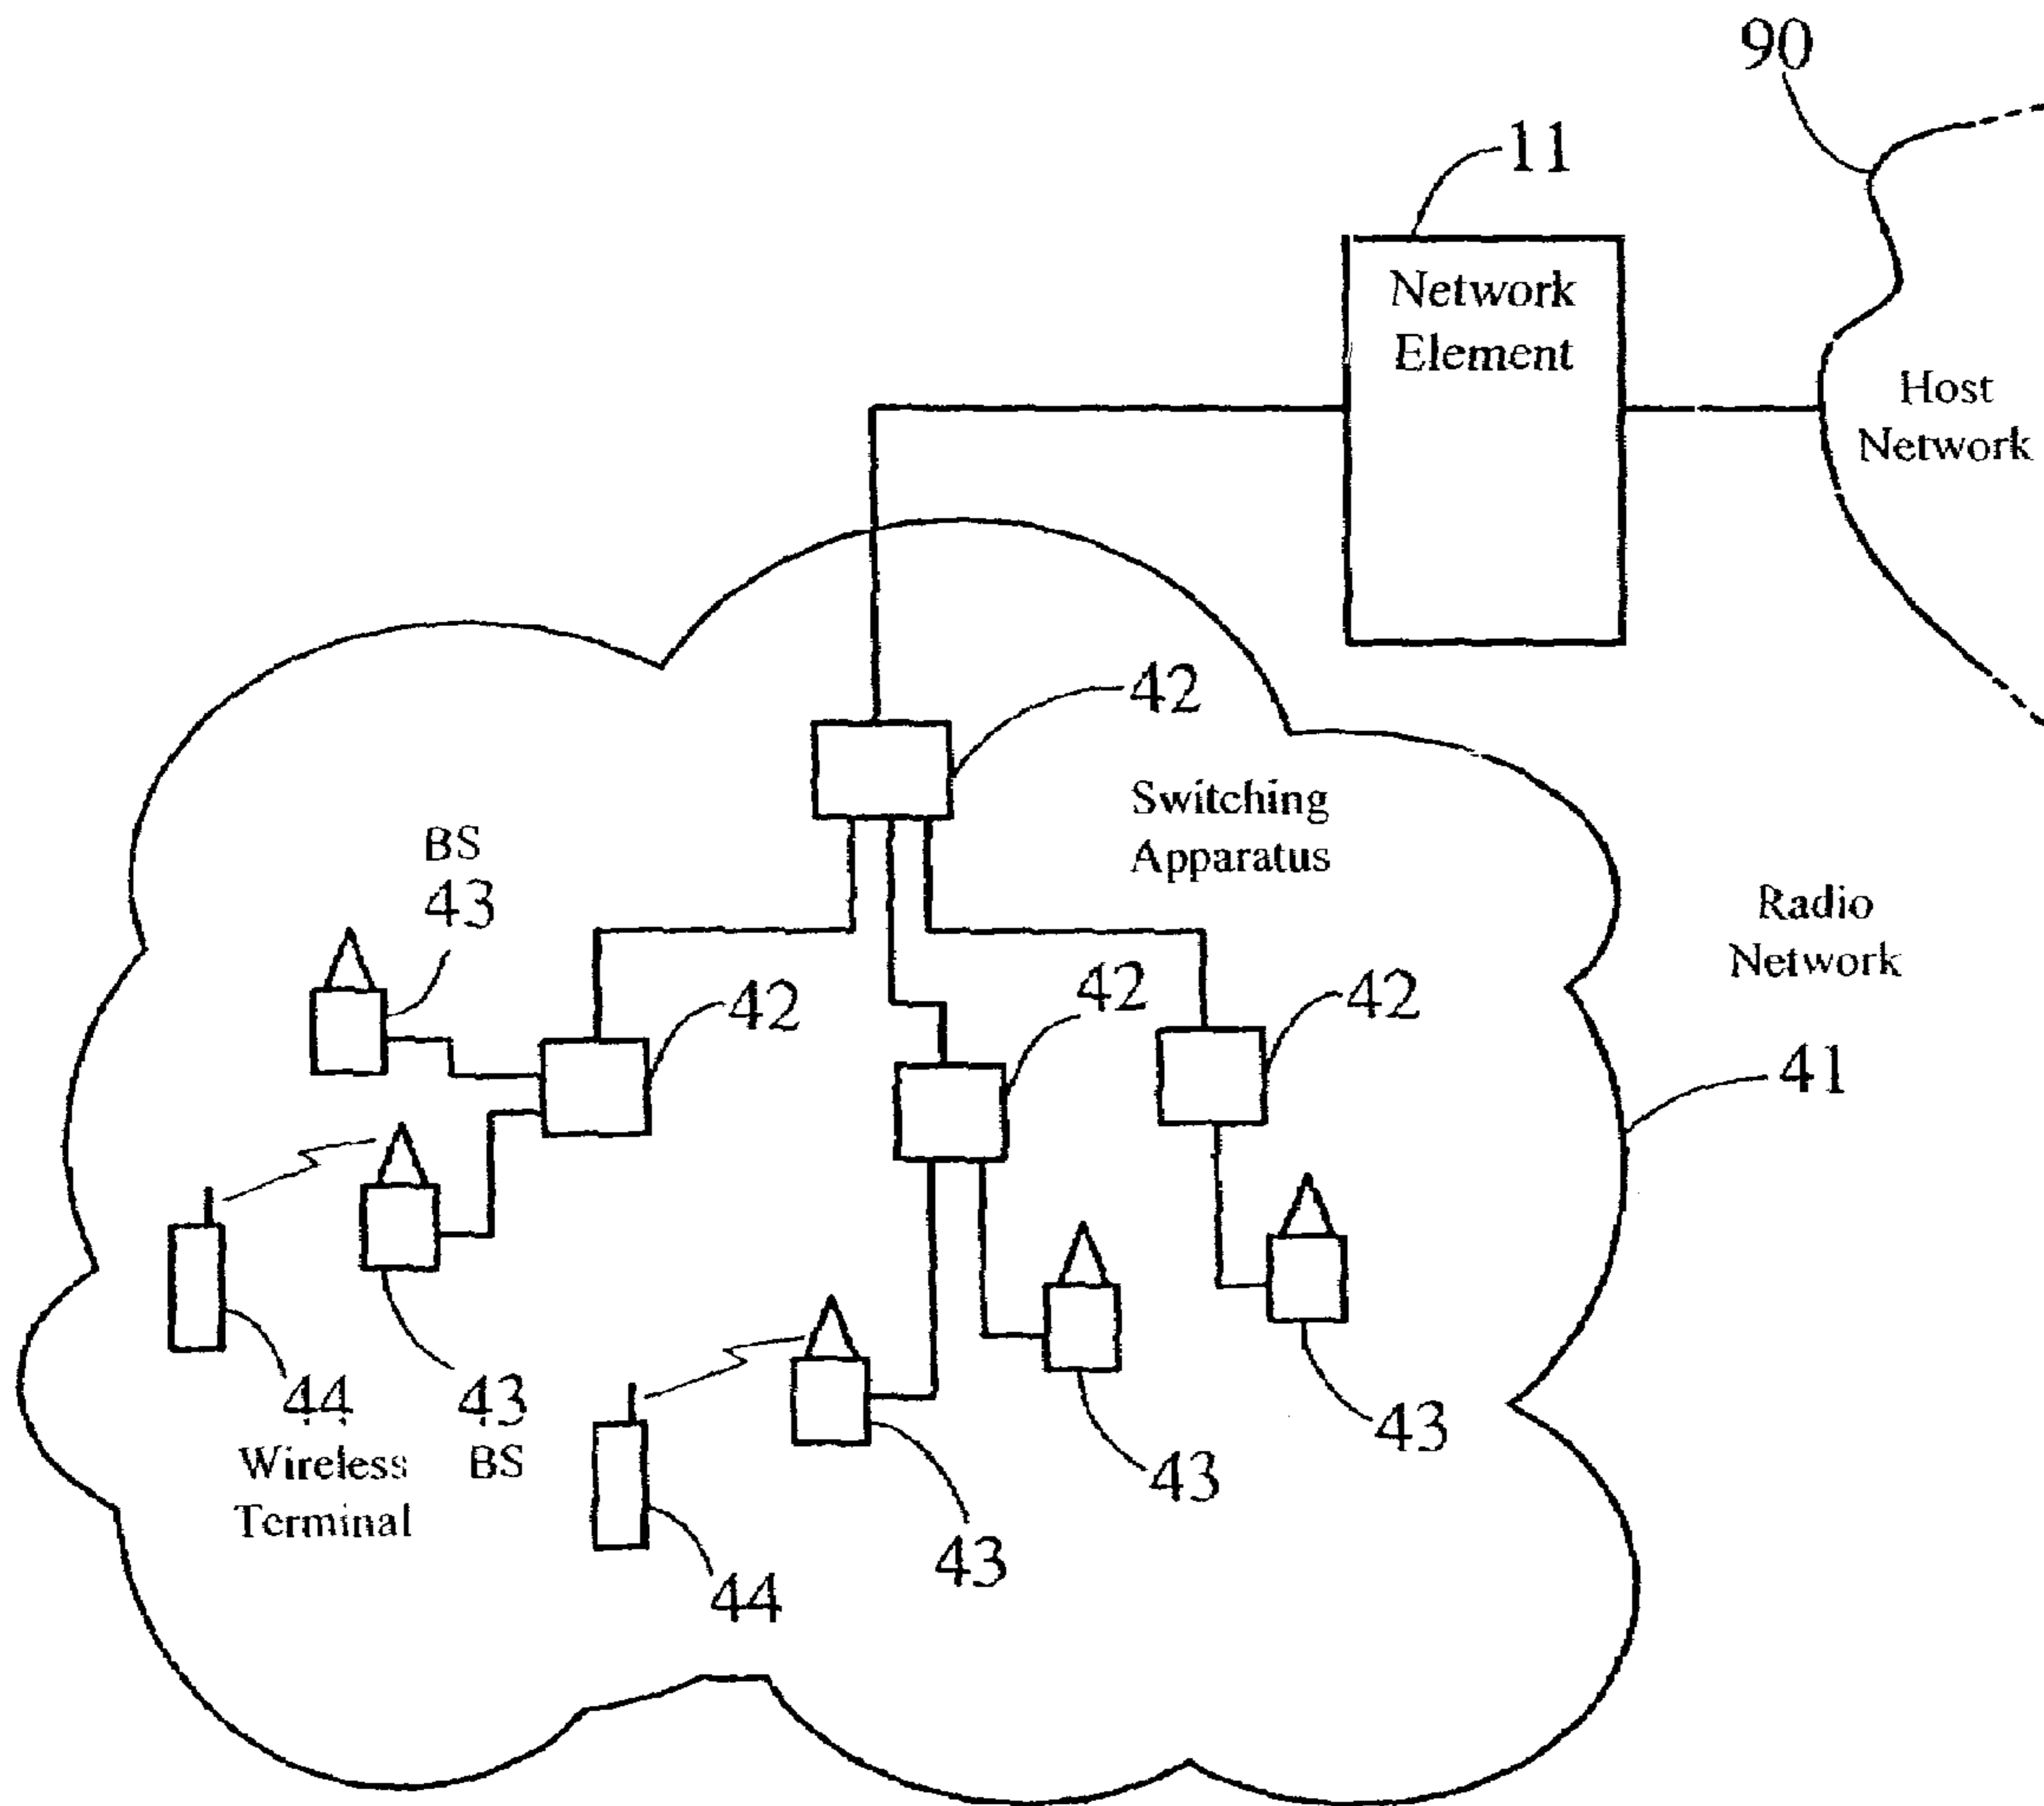 90
11
Network
Element
Host
Network
42
Switching
Apparatus
BS
43
Radio
Network
42
42
42
41
44
Wireless
Terminal
43
BS
43
43
43
44